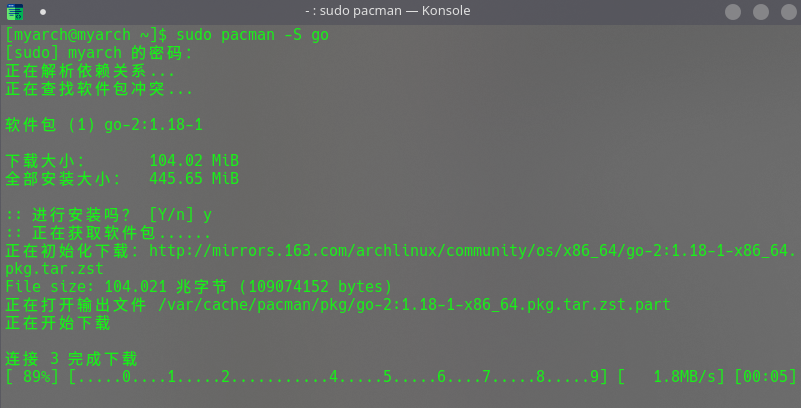 - : sudo pacman — Konsole
[myarch@myarch ~]$ sudo pacman -S go
[sudo] myarch 的密码：
正在解析依赖关系...
正在查找软件包冲突...
软件包 (1) go-2:1.18-1
下载大小：       104.02 MiB
全部安装大小：   445.65 MiB
:: 进行安装吗？ [Y/n] y
:: 正在获取软件包......
正在初始化下载: http://mirrors.163.com/archlinux/community/os/x86_64/go-2:1.18-1-x86_64.
pkg.tar.zst
File size: 104.021 兆字节 (109074152 bytes)
正在打开输出文件 /var/cache/pacman/pkg/go-2:1.18-1-x86_64.pkg.tar.zst.part
正在开始下载
连接 3 完成下载
[ 89%] [.....0....1.....2...........4.....5.....6....7.....8.....9] [   1.8MB/s] [00:05]